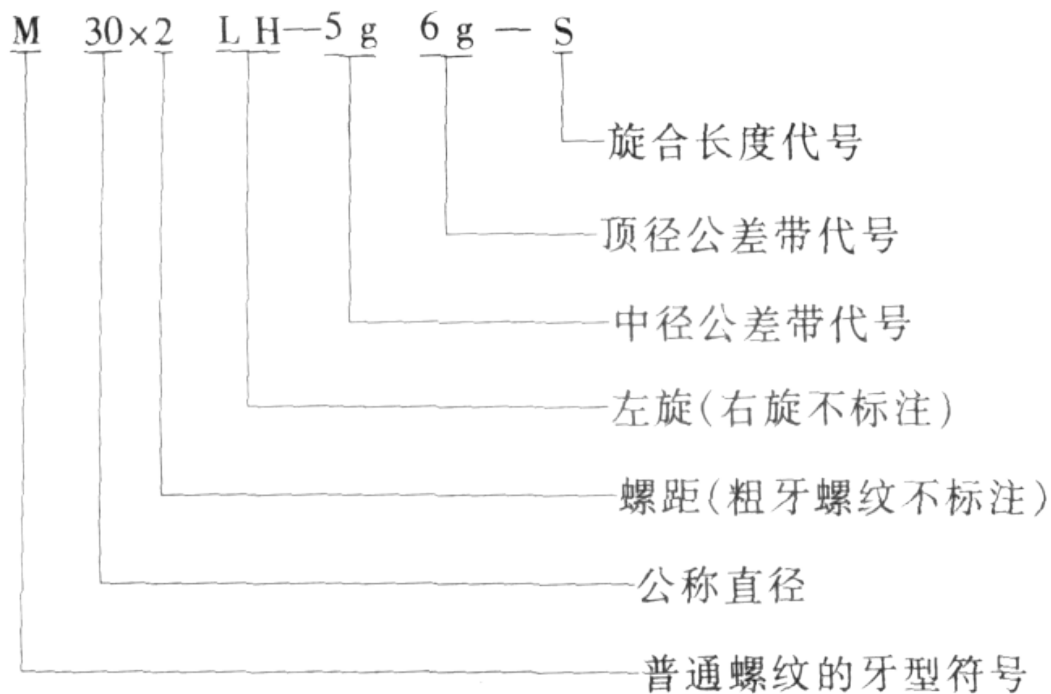 M 30×2 LH—5g 6g—S
旋合长度代号
顶径公差带代号
中径公差带代号
左旋(右旋不标注)
螺距(粗牙螺纹不标注)
公称直径
普通螺纹的牙型符号